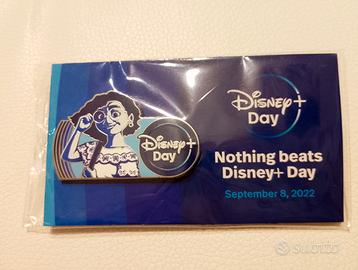 Disney+
Day
Disney+
Day
Nothing beats
Disney+ Day
September 8, 2022
subito